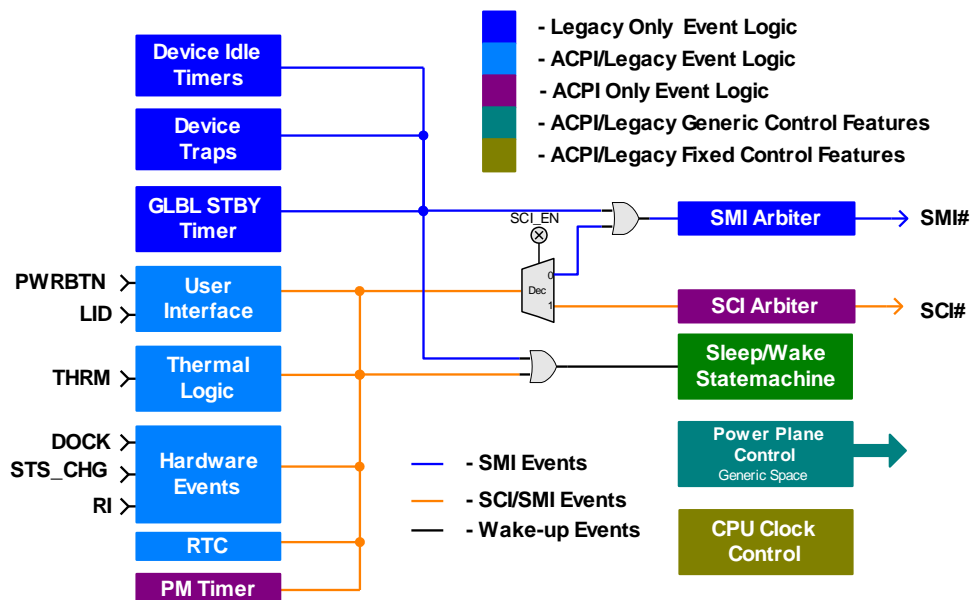 Device Idle
Timers
Device
Traps
GLBL STBY
Timer
PWRBTN
LID
User
Interface
THRM
Thermal
Logic
DOCK
STS_CHG
RI
Hardware
Events
RTC
PM Timer
- Legacy Only Event Logic
- ACPI/Legacy Event Logic
- ACPI Only Event Logic
- ACPI/Legacy Generic Control Features
- ACPI/Legacy Fixed Control Features
SCI_EN
Dec
0
1
SMI Arbiter
SMI#
SCI Arbiter
SCI#
Sleep/Wake
Statemachine
Power Plane
Control
Generic Space
CPU Clock
Control
- SMI Events
- SCI/SMI Events
- Wake-up Events